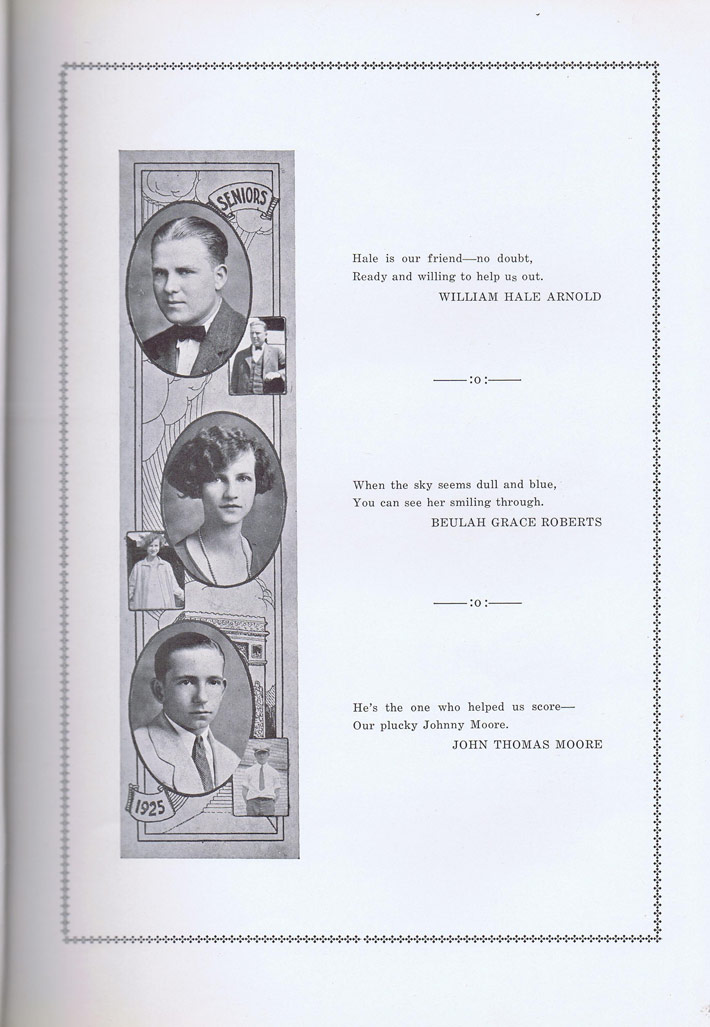 SENIORS
Hale is our friend—no doubt,
Ready and willing to help us out.
WILLIAM HALE ARNOLD
:o:
When the sky seems dull and blue,
You can see her smiling through.
BEULAH GRACE ROBERTS
:o:
He's the one who helped us score—
Our plucky Johnny Moore.
JOHN THOMAS MOORE
1925